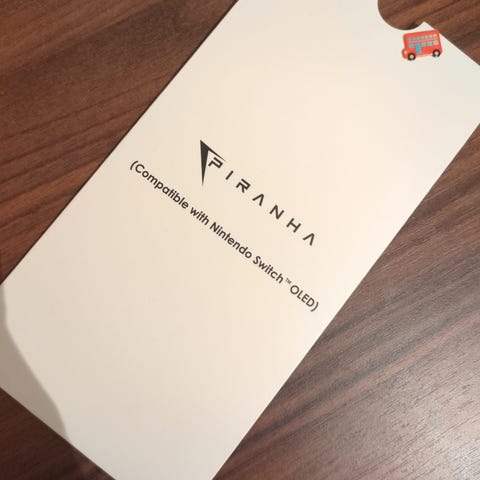 PIRANHA
(Compatible with Nintendo Switch™ OLED)